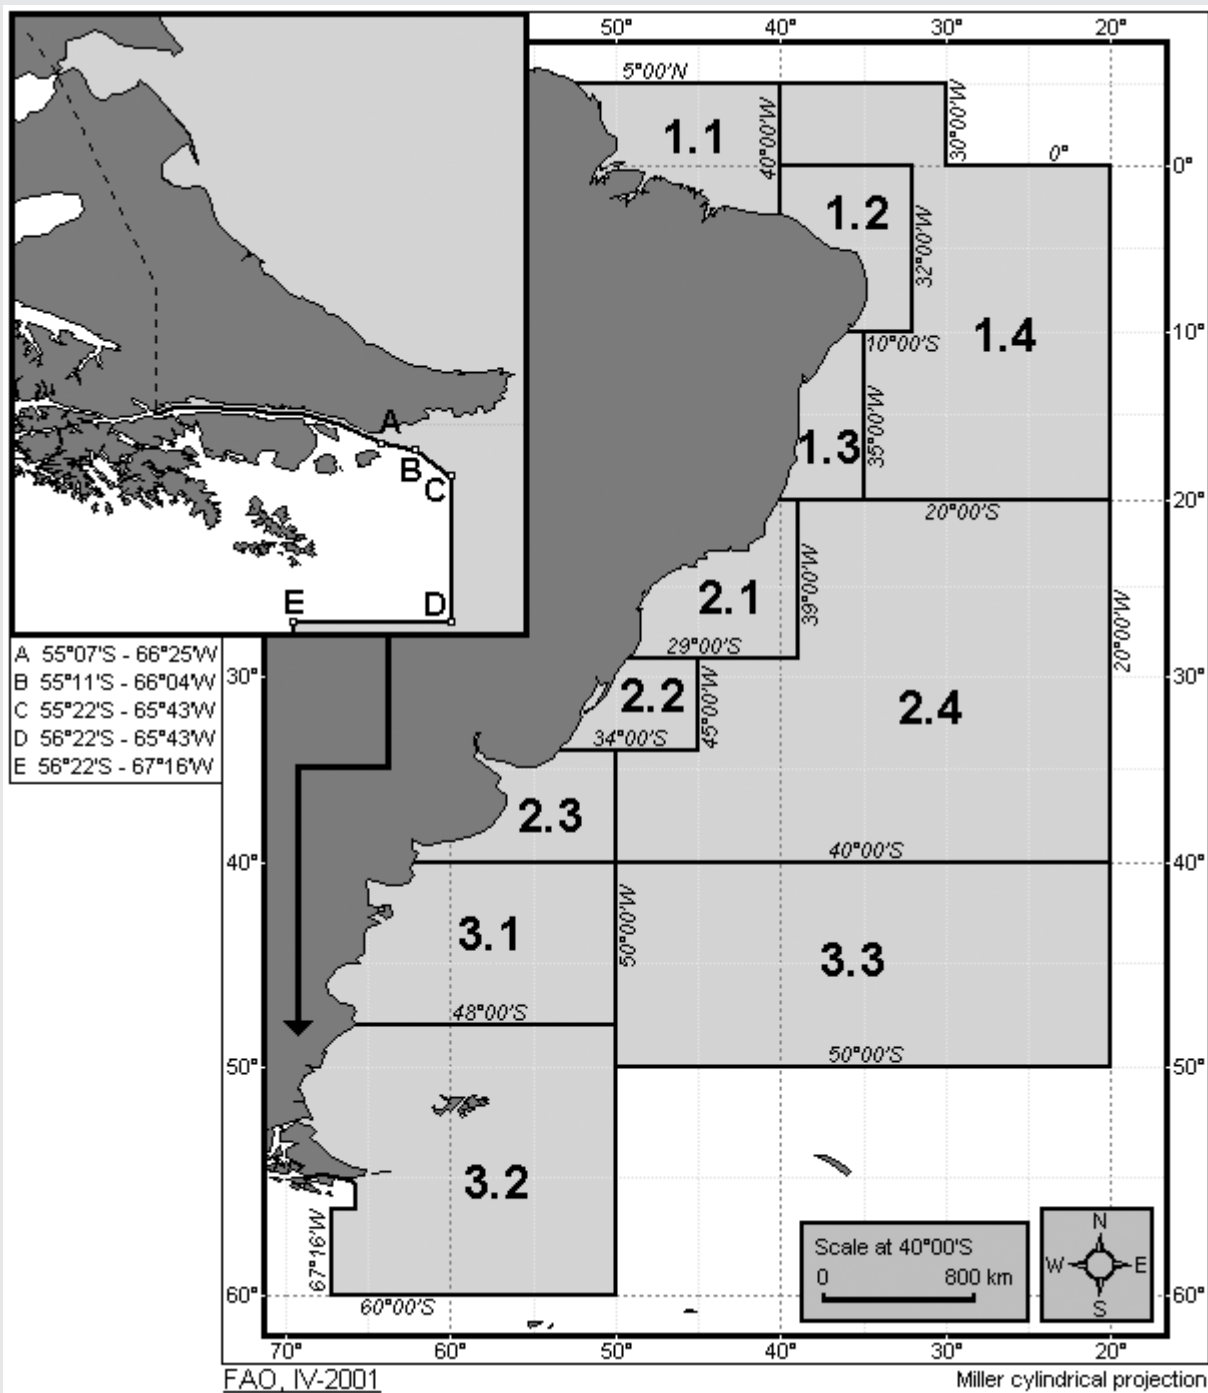 50° 40° 30° 20°
5°00'N
40°00'W
30°00'W
0°
0°
1.1
1.2
32°00'W
1.4
10°00'S
10°
A
B
C
E
D
1.3
35°00'W
20°00'S
20°
2.1
39°00'W
20°00'W
29°00'S
A 55°07'S - 66°25'W
B 55°11'S - 66°04'W
C 55°22'S - 65°43'W
D 56°22'S - 65°43'W
E 56°22'S - 67°16'W
30°
30°
2.2
45°00'W
2.4
34°00'S
2.3
40°
40°00'S
40°
3.1
50°00'W
3.3
48°00'S
50°
50°00'S
50°
3.2
67°16'W
Scale at 40°00'S
0 800 km
N
W E
S
60°
60°00'S
60°
70° 60° 50° 40° 30° 20°
FAO, IV-2001
Miller cylindrical projection